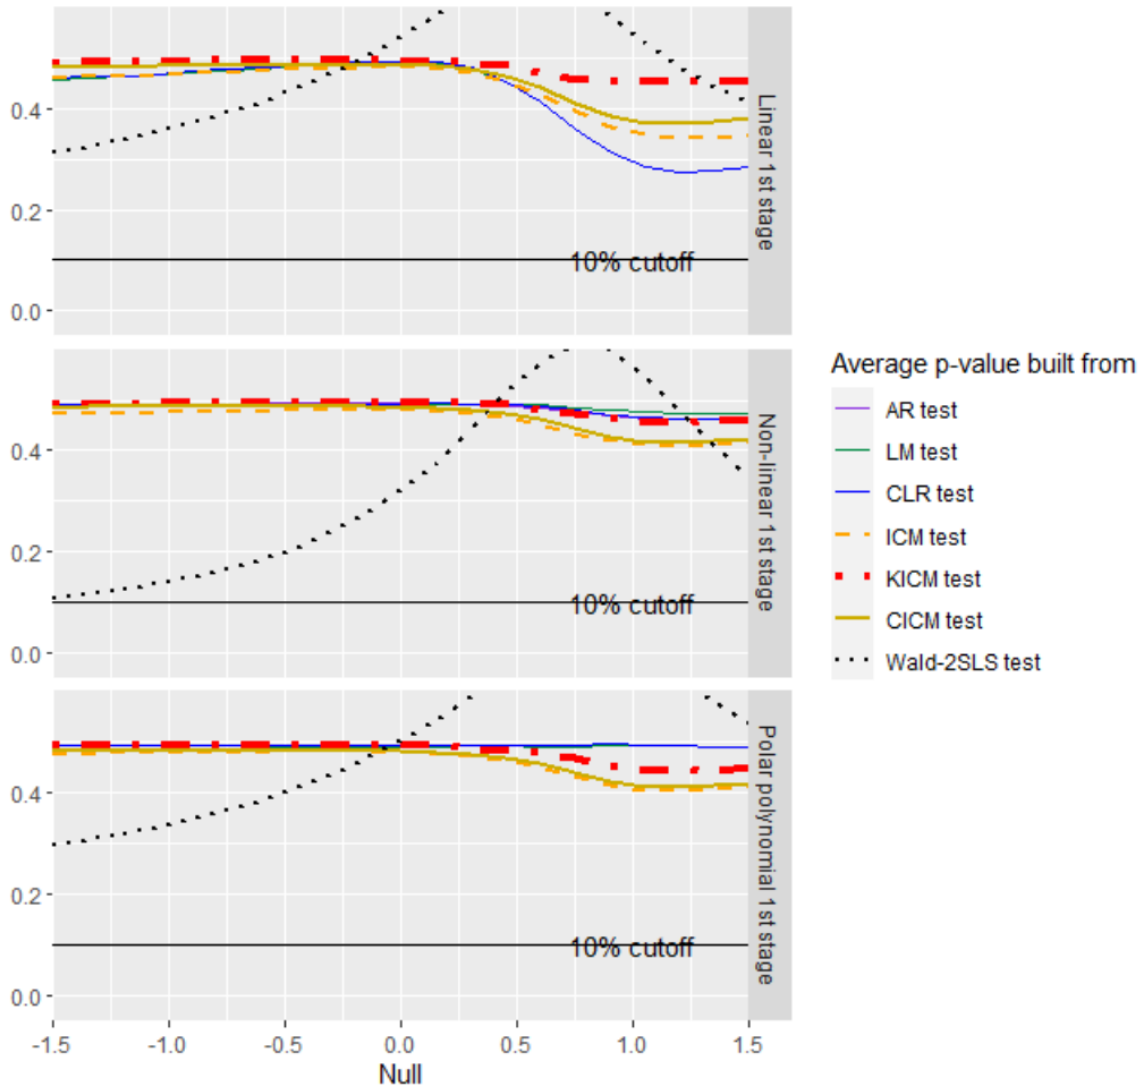 0.4
0.2
0.0
10% cutoff
Linear 1st stage
0.4
0.2
0.0
10% cutoff
Non-linear 1st stage
0.4
0.2
0.0
10% cutoff
Polar polynomial 1st stage
-1.5 -1.0 -0.5 0.0 0.5 1.0 1.5
Null
Average p-value built from
AR test
LM test
CLR test
ICM test
KICM test
CICM test
Wald-2SLS test